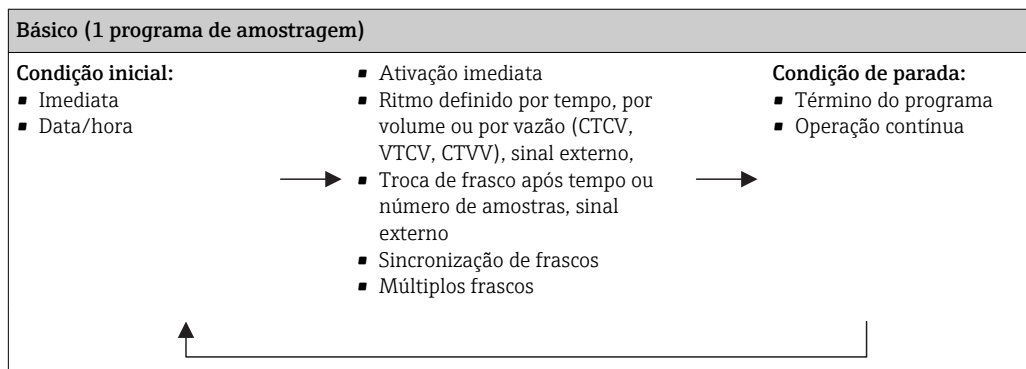 Básico (1 programa de amostragem)
Condição inicial:
▪ Imediata
▪ Data/hora
▪ Ativação imediata
▪ Ritmo definido por tempo, por
volume ou por vazão (CTCV,
VTCV, CTVV), sinal externo,
▪ Troca de frasco após tempo ou
número de amostras, sinal
externo
▪ Sincronização de frascos
▪ Múltiplos frascos
Condição de parada:
▪ Término do programa
▪ Operação contínua